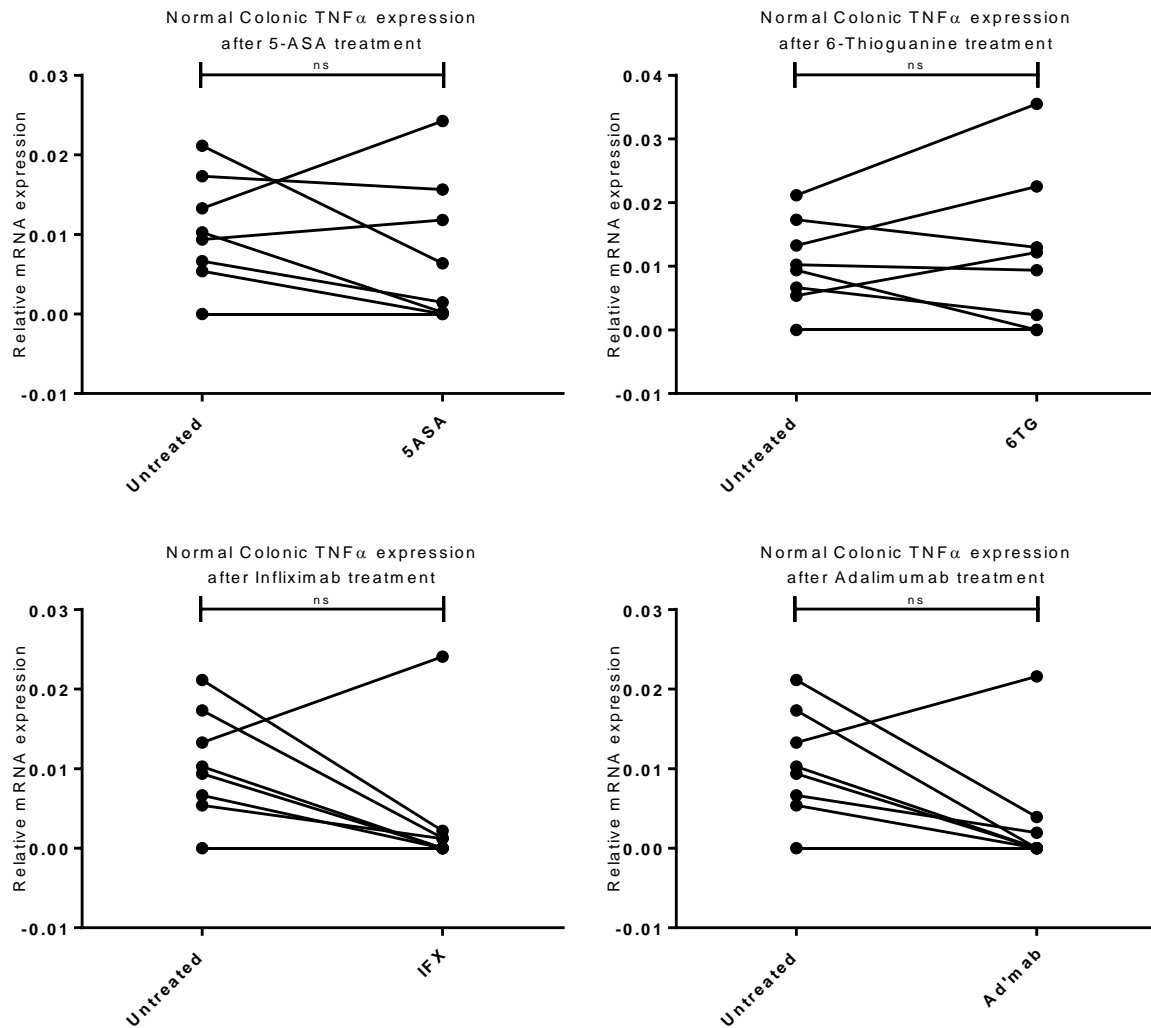 Normal Colonic TNFα expression
after 5-ASA treatment
ns
0.03
0.02
0.01
0.00
-0.01
Relative mRNA expression
Untreated
5ASA
Normal Colonic TNFα expression
after 6-Thioguanine treatment
ns
0.04
0.03
0.02
0.01
0.00
-0.01
Relative mRNA expression
Untreated
6TG
Normal Colonic TNFα expression
after Infliximab treatment
ns
0.03
0.02
0.01
0.00
-0.01
Relative mRNA expression
Untreated
IFX
Normal Colonic TNFα expression
after Adalimumab treatment
ns
0.03
0.02
0.01
0.00
-0.01
Relative mRNA expression
Untreated
Ad'mab